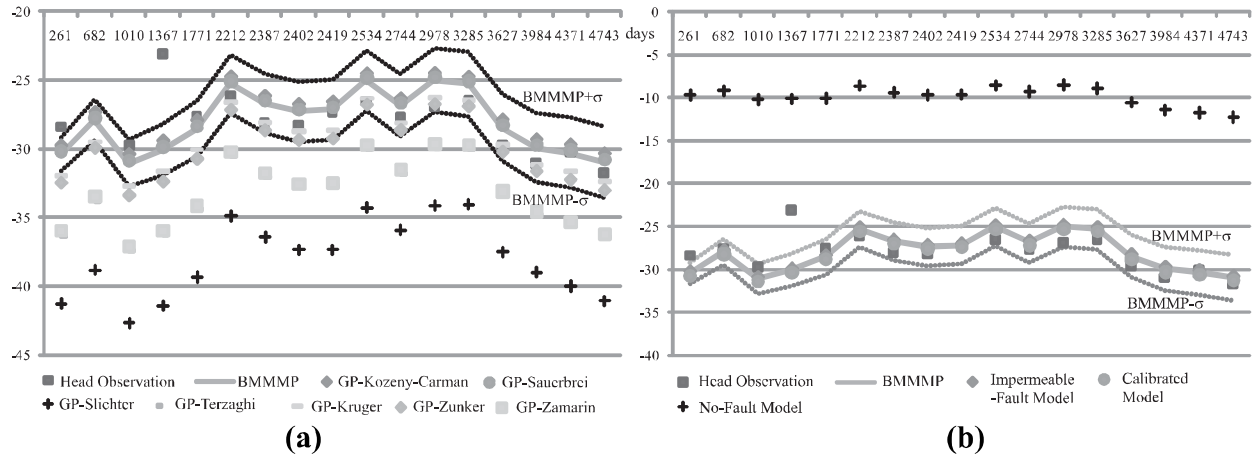 -20
261 682 1010 1367 1771 2212 2387 2402 2419 2534 2744 2978 3285 3627 3984 4371 4743 days
-25
-30
-35
-40
-45
BMMMP+σ
BMMMP-σ
Head Observation BMMMP GP-Kozeny-Carman GP-Sauerbrei
GP-Slichter GP-Terzaghi GP-Kruger GP-Zunker GP-Zamarin
(a)
0
261 682 1010 1367 1771 2212 2387 2402 2419 2534 2744 2978 3285 3627 3984 4371 4743
-5
-10
-15
-20
-25
-30
-35
-40
BMMMP+σ
BMMMP-σ
Head Observation BMMMP Impermeable -Fault Model Calibrated Model
No-Fault Model
(b)